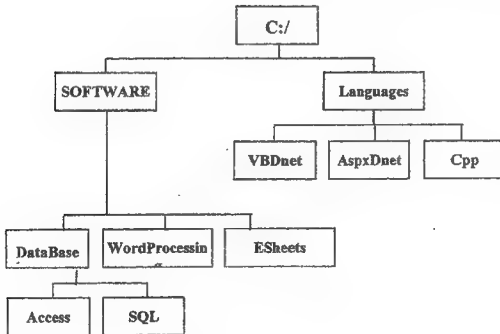 C:/
SOFTWARE
Languages
VBDnet
AspxDnet
Cpp
DataBase
WordProcessin
ESheets
Access
SQL